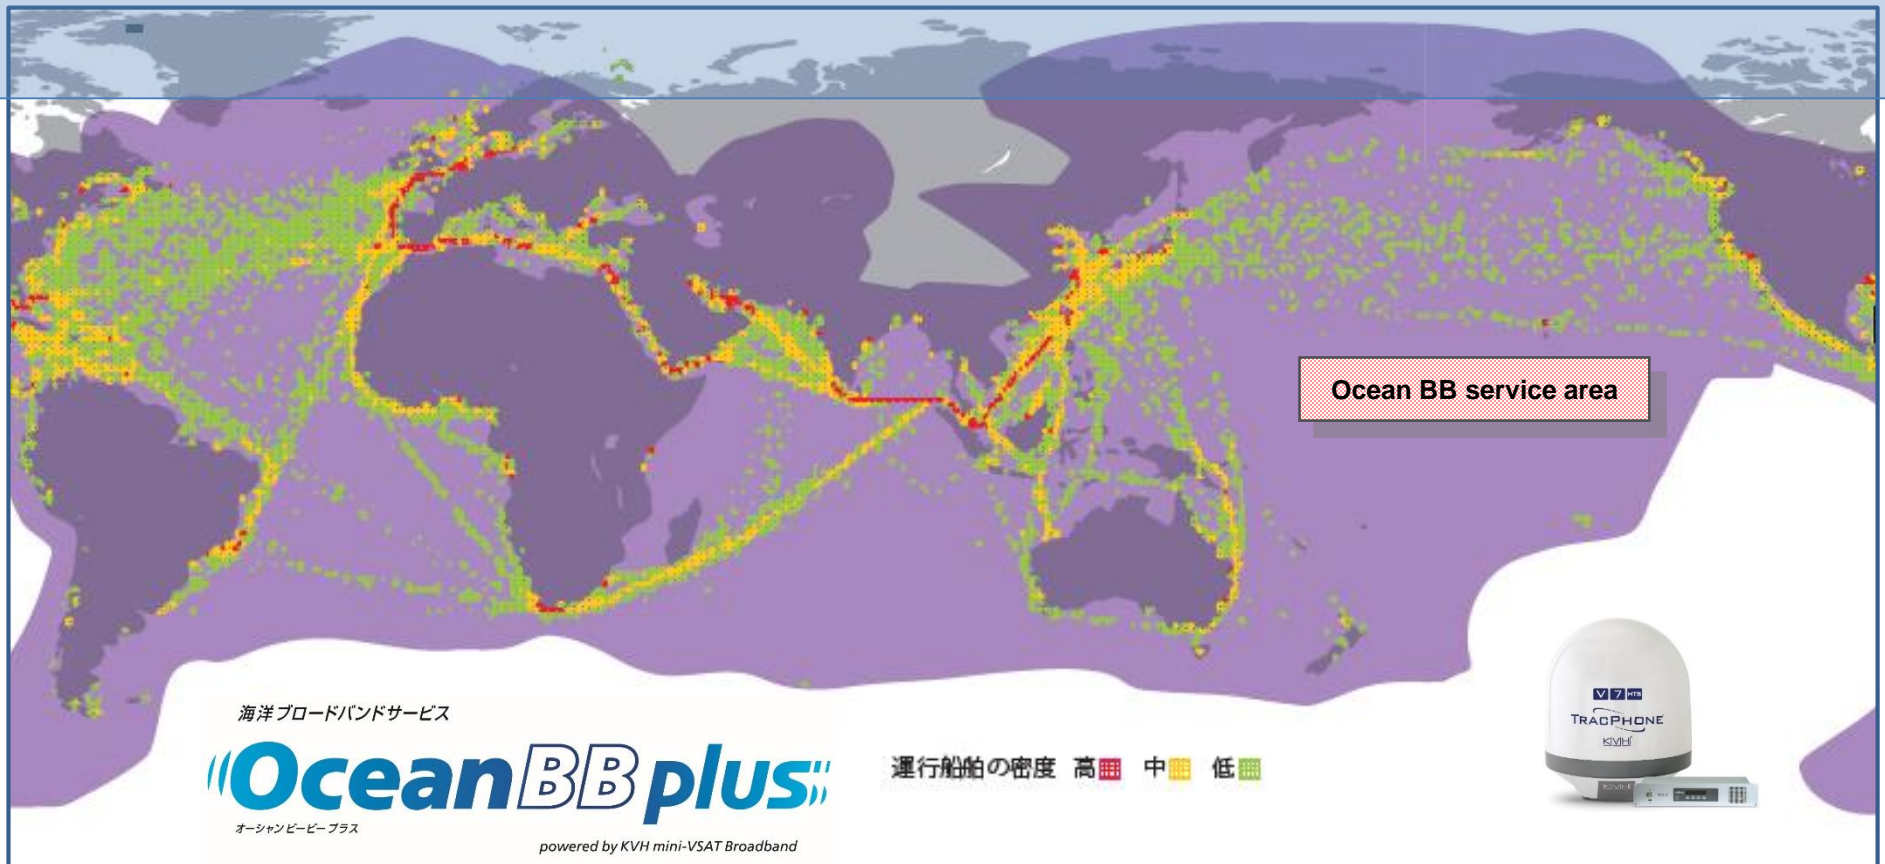 Ocean BB service area
海洋ブロードバンドサービス
OceanBBplus
オーシャンビービープラス
powered by KVH mini-VSAT Broadband
運行船舶の密度 高 中 低
V7HTS
TRACPHONE
KVH